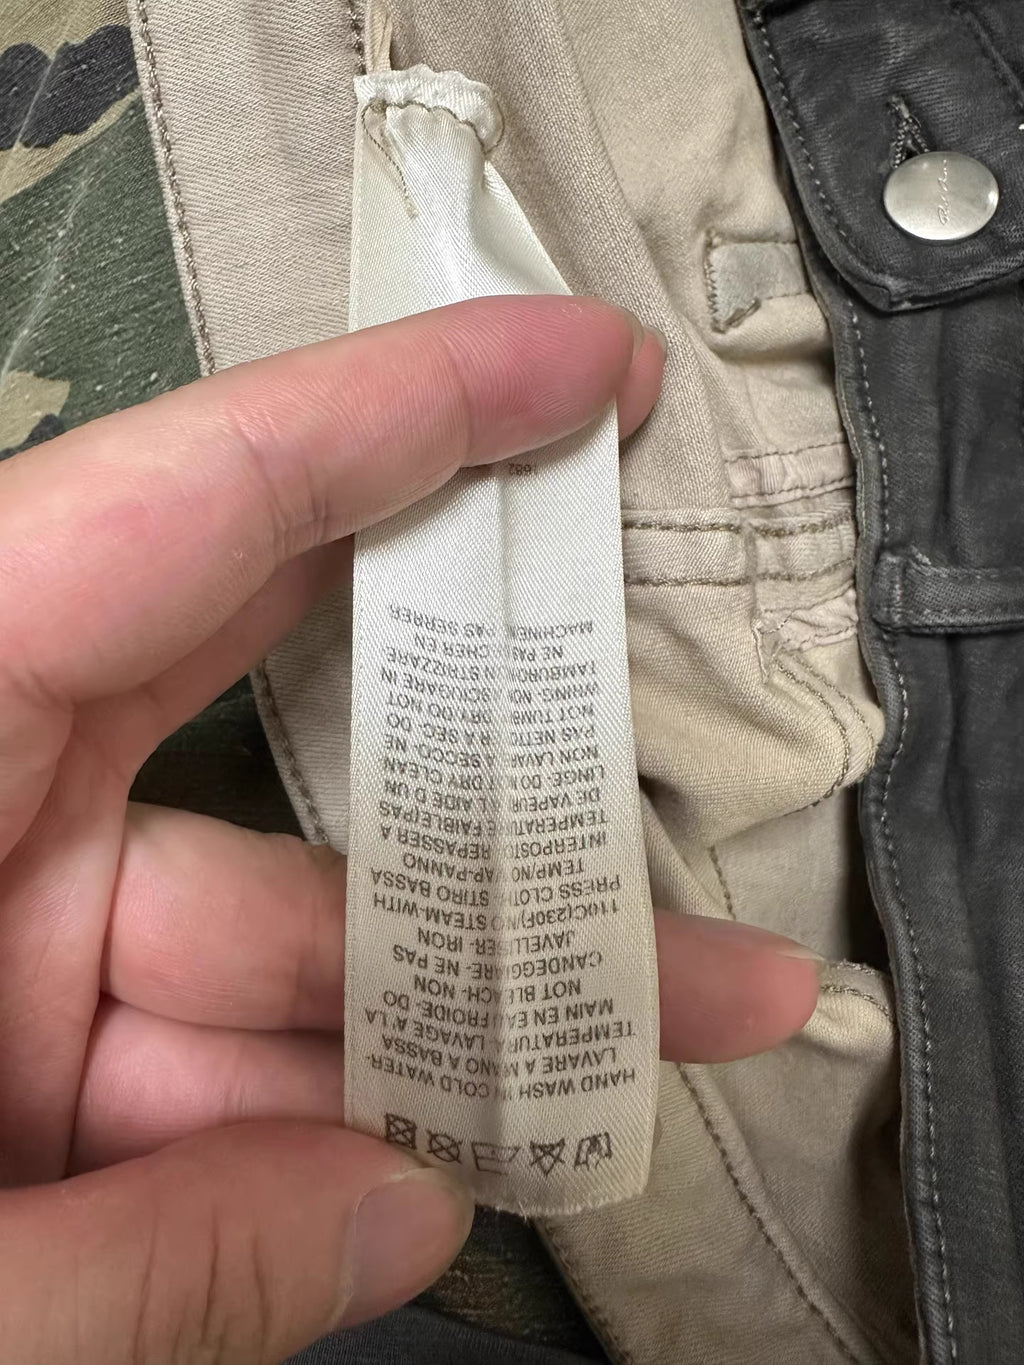 HAND WASH IN COLD WATER-
LAVARE A MANO A BASSA
TEMPERATURA- LAVAGE A LA
MAIN EN EAU FROIDE- DO
NOT BLEACH- NON
CANDEGGIARE- NE PAS
JAVELLISER- IRON
110C(230F)NO STEAM-WITH
PRESS CLOTH- STIRO BASSA
TEMP/NO VAP-PANNO
INTERPOSTO- REPASSER A
TEMPERATURE FAIBLE(PAS
DE VAPEUR A L AIDE D UN
LINGE- DO NOT DRY CLEAN
NON LAVARE A SECCO- NE
PAS NETTOYER A SEC- DO
NOT TUMBLE DRY/DO NOT
WRING- NON ASCIUGARE IN
TAMBURO/NON STRIZZARE-
NE PAS SECHER EN
MACHINE/NE PAS SERRER
1682